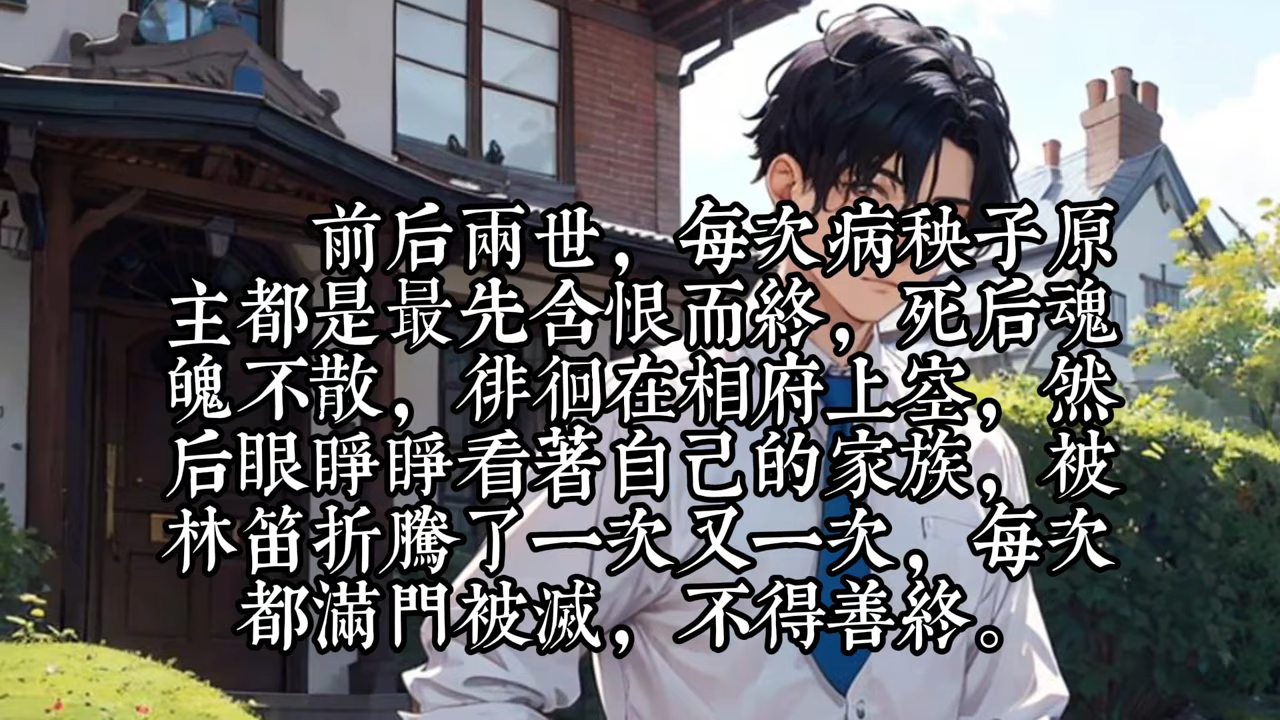 前后兩世，每次病秧子原
主都是最先含恨而終，死后魂
魄不散，徘徊在相府上空，然
后眼睜睜看著自己的家族，被
林笛折騰了一次又一次，每次
都滿門被滅，不得善終。